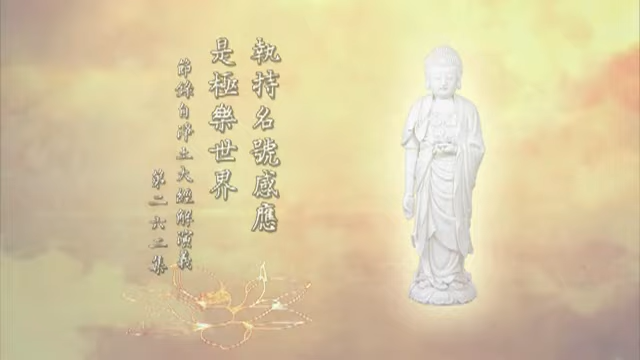 執持名號感應
是極樂世界
節錄自淨土大經解演義
第二六二集